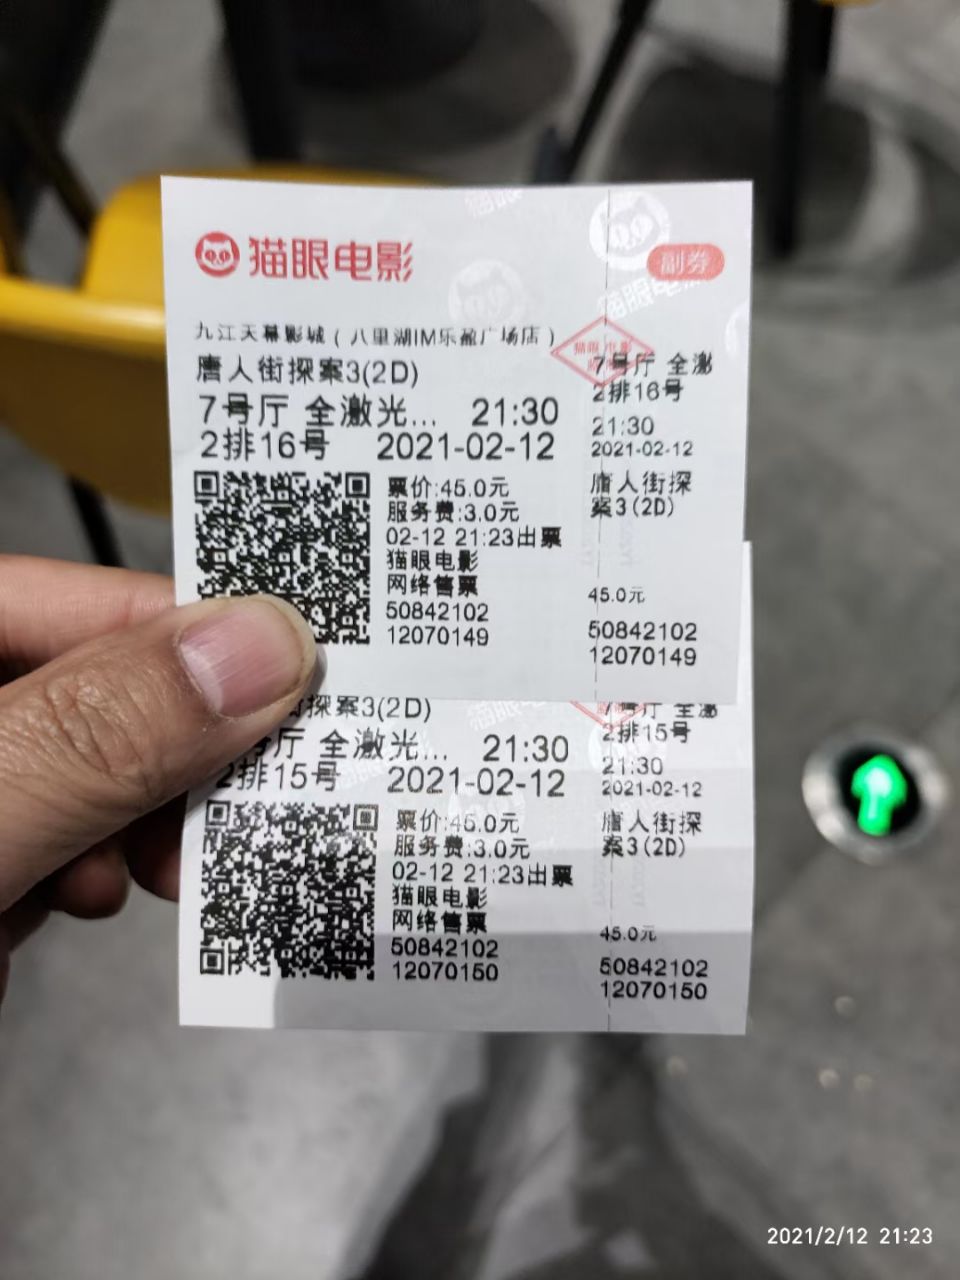 猫眼电影
副券
九江天幕影城（八里湖IM乐盈广场店）
唐人街探案3(2D)
7号厅 全激光... 21:30
2排16号 2021-02-12
票价:45.0元
服务费:3.0元
02-12 21:23出票
猫眼电影
网络售票
50842102
12070149
7号厅 全激
2排16号
21:30
2021-02-12
唐人街探
案3(2D)
45.0元
50842102
12070149
街探案3(2D)
号厅 全激光... 21:30
2排15号 2021-02-12
票价:45.0元
服务费:3.0元
02-12 21:23出票
猫眼电影
网络售票
50842102
12070150
7号厅 全激
2排15号
21:30
2021-02-12
唐人街探
案3(2D)
45.0元
50842102
12070150
2021/2/12 21:23